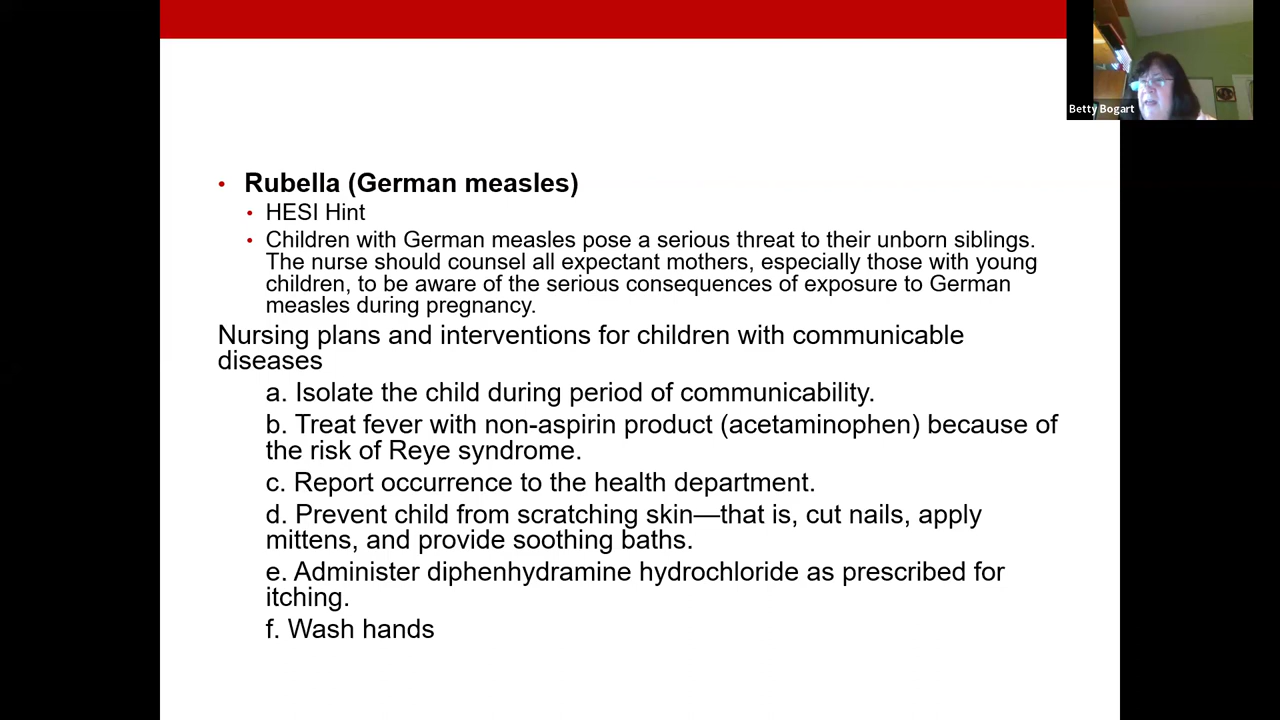 Betty Bogart
• Rubella (German measles)
• HESI Hint
• Children with German measles pose a serious threat to their unborn siblings.
The nurse should counsel all expectant mothers, especially those with young
children, to be aware of the serious consequences of exposure to German
measles during pregnancy.
Nursing plans and interventions for children with communicable
diseases
a. Isolate the child during period of communicability.
b. Treat fever with non-aspirin product (acetaminophen) because of
the risk of Reye syndrome.
c. Report occurrence to the health department.
d. Prevent child from scratching skin—that is, cut nails, apply
mittens, and provide soothing baths.
e. Administer diphenhydramine hydrochloride as prescribed for
itching.
f. Wash hands